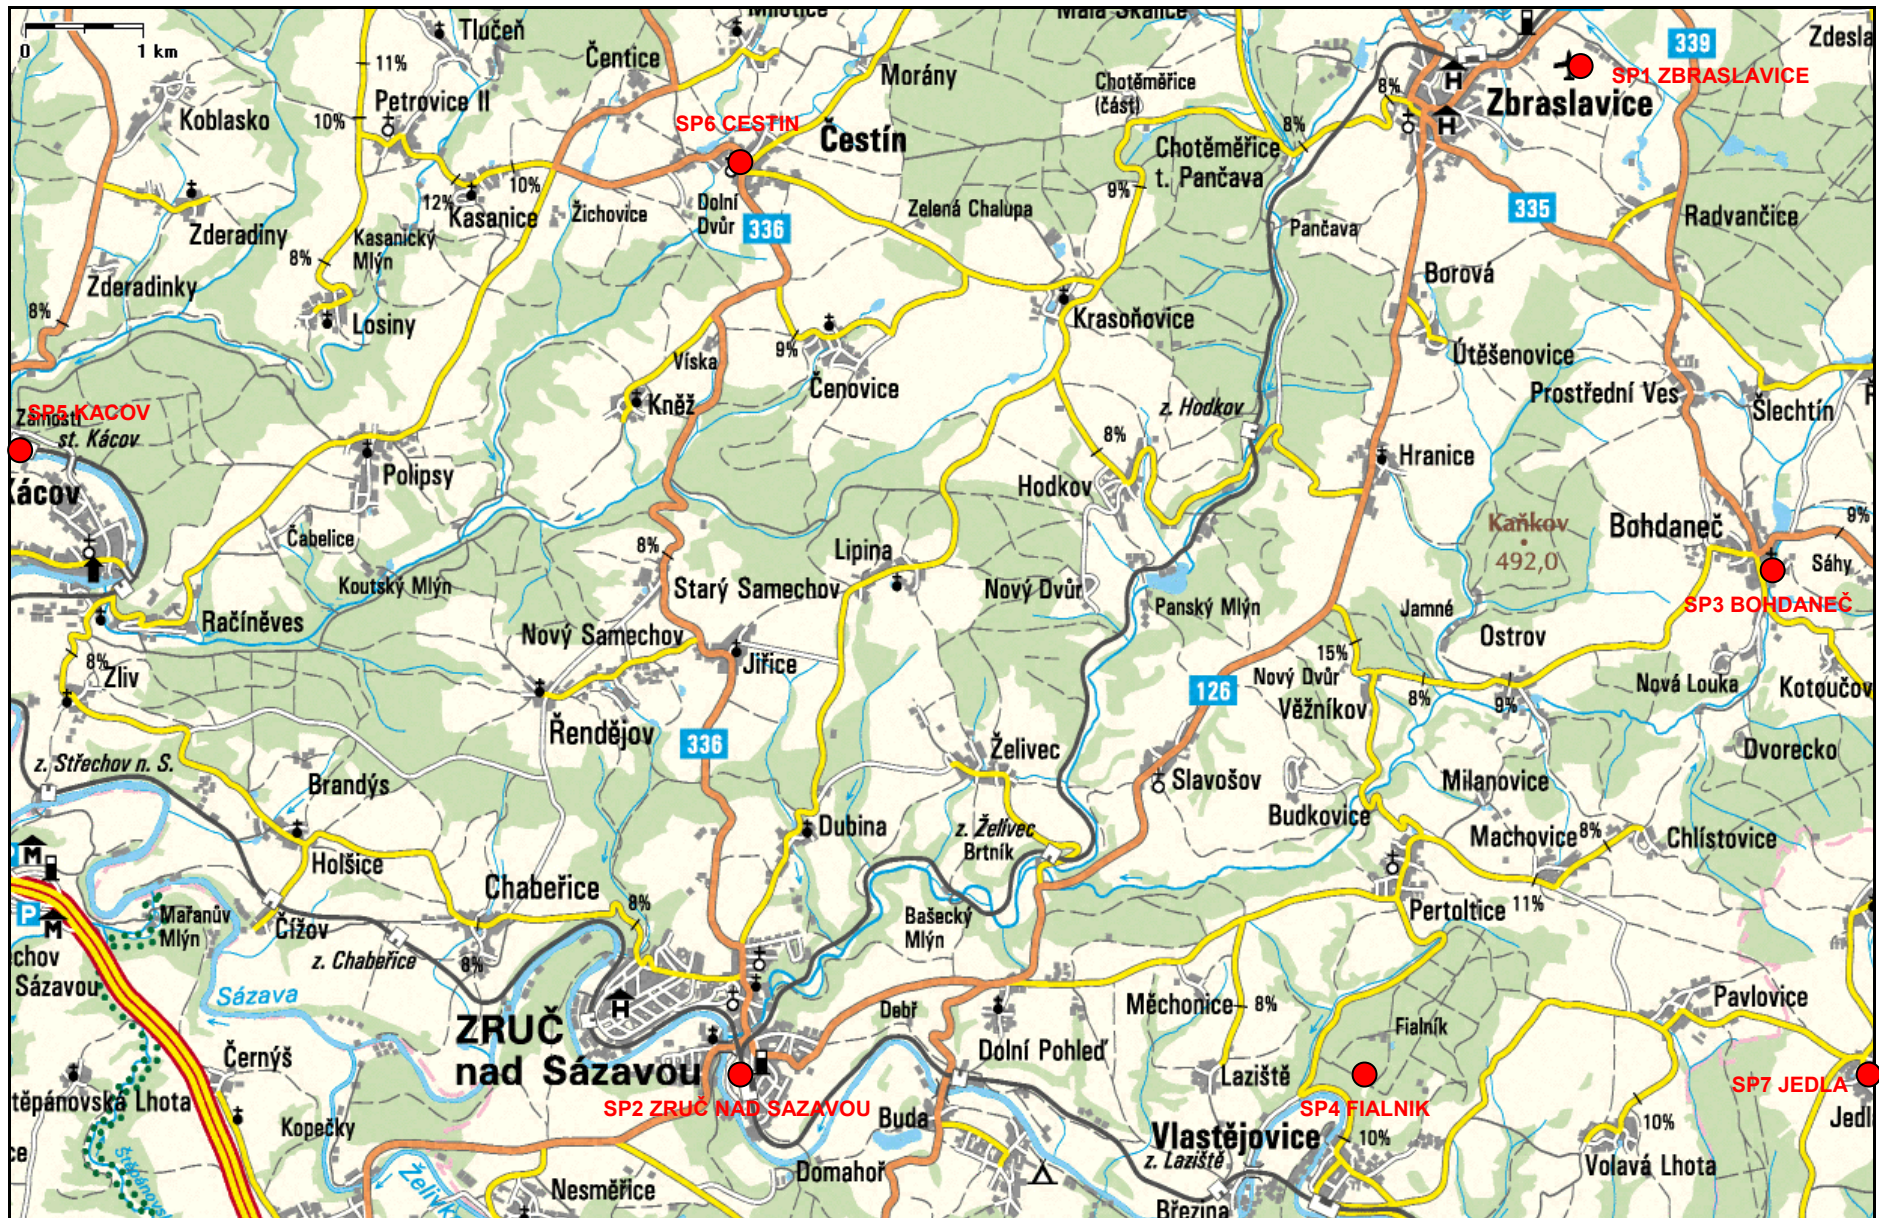 0
1 km
Tlučeň
Čentice
Morány
339
11%
Petrovice II
Koblasko
10%
SP6 CESTIN
Čestín
Chotěměřice
(část)
8%
Zbraslavice
SP1 ZBRASLAVICE
H
H
8%
Chotěměřice
t. Pančava
9%
10%
12%
Kasanice
Žichovice
Dolní
Dvůr
336
Zelená Chalupa
Pančava
335
Radvančice
Zderadiny
Kasanický
Mlýn
8%
Zderadinky
8%
Losiny
Borová
Krasoňovice
Útěšenovice
Víska
9%
Čenovice
Kněž
Prostřední Ves
Šlechtín
SP5 KACOV
st. Kácov
z. Hodkov
8%
Hranice
Polipsy
Hodkov
Čabelice
Kaňkov
492,0
Bohdaneč
9%
Sáhy
8%
Lipina
Koutský Mlýn
Starý Samechov
Nový Dvůr
Panský Mlýn
Jamné
SP3 BOHDANEČ
Račíněves
Nový Samechov
Jiřice
Ostrov
8%
Zliv
15%
Nový Dvůr
8%
9%
Nová Louka
126
Věžníkov
Řendějov
336
Želivec
Dvorecko
z. Střechov n. S.
Brandýs
Slavošov
Milanovice
Budkovice
Dubina
z. Želivec
Brtník
Machovice
8%
Chlístovice
M
Holšice
P
M
Chabeřice
8%
Mařanův
Mlýn
Čížov
z. Chabeřice
8%
Bašecký
Mlýn
Pertoltice
11%
Sázavou
Sázava
H
Debř
Měchonice
8%
Pavlovice
Fialník
ZRUČ
nad Sázavou
Černýš
Dolní Pohleď
Laziště
SP7 JEDLA
SP2 ZRUČ NAD SAZAVOU
SP4 FIALNIK
Kopečky
Buda
Vlastějovice
10%
10%
z. Laziště
Volavá Lhota
Domahoř
Nesměřice
Březina